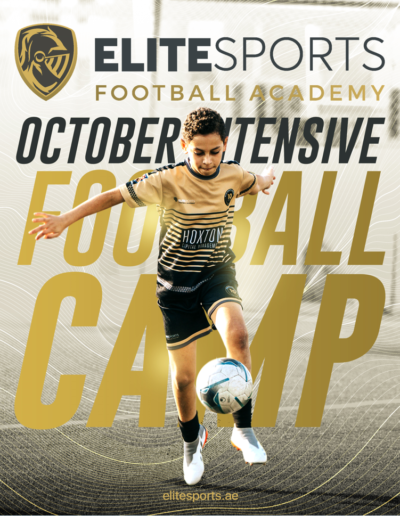 ELITESPORTS
FOOTBALL ACADEMY
OCTOBER INTENSIVE
FOOTBALL
CAMP
HOXTON
elitesports.ae